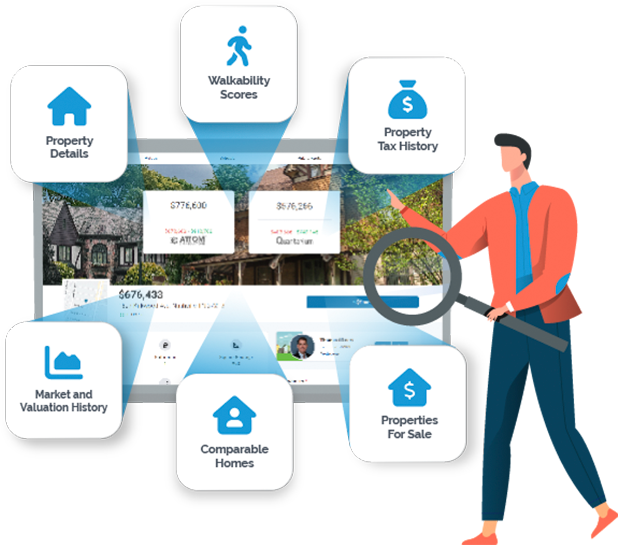 Walkability
Scores
Property
Details
Property
Tax History
$776,600
$676,266
ATTOM
Quantarium
$676,433
Market and
Valuation History
Comparable
Homes
Properties
For Sale